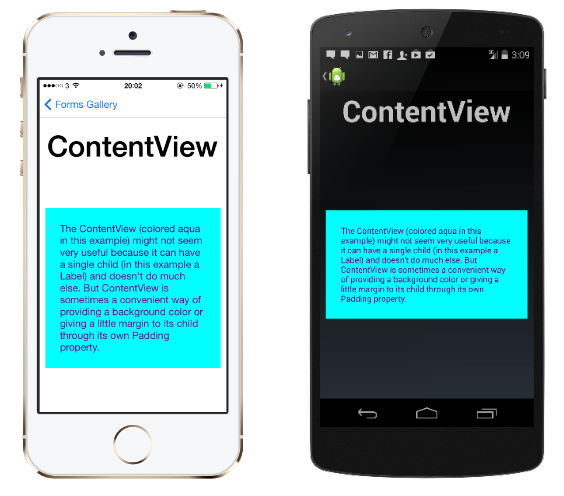 3 20:02 50%
Forms Gallery
ContentView
The ContentView (colored aqua
in this example) might not seem
very useful because it can have
a single child (in this example a
Label) and doesn't do much
else. But ContentView is
sometimes a convenient way of
providing a background color or
giving a little margin to its child
through its own Padding
property.
3:09
ContentView
The ContentView (colored aqua in this
example) might not seem very useful because
it can have a single child (in this example a
Label) and doesn't do much else. But
ContentView is sometimes a convenient way
of providing a background color or giving a
little margin to its child through its own
Padding property.